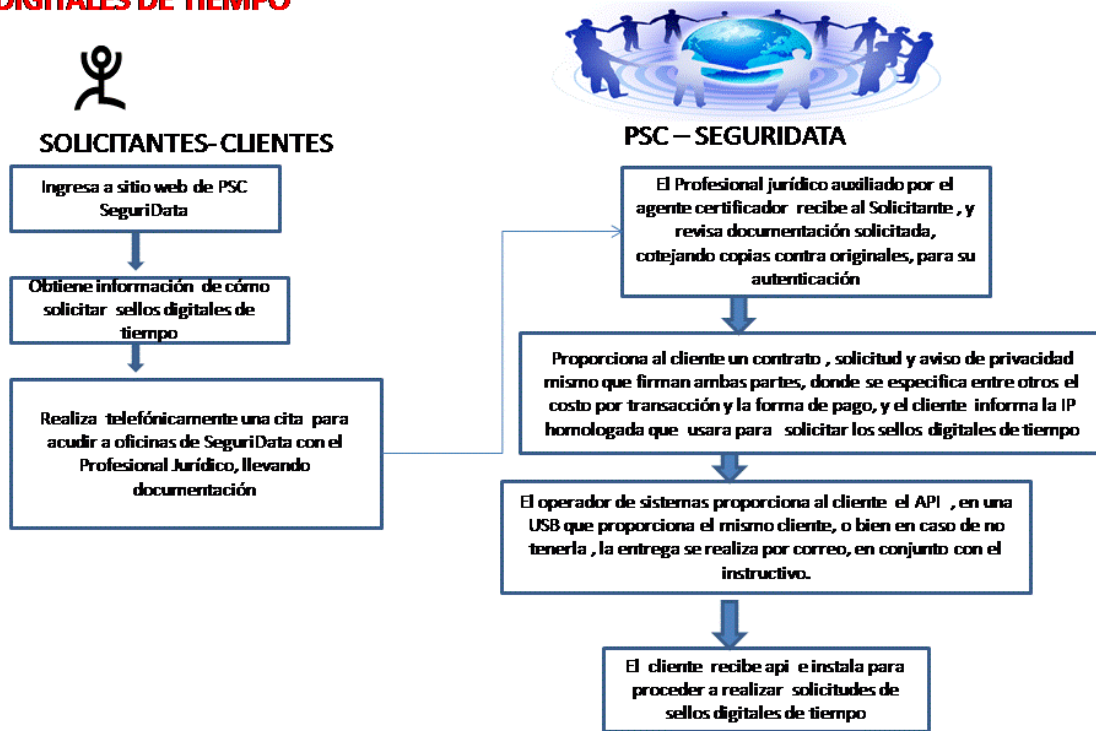 DIGITALES DE TIEMPO
SOLICITANTES- CLIENTES
Ingresa a sitio web de PSC
SeguriData
Obtiene información de cómo
solicitar sellos digitales de
tiempo
Realiza telefónicamente una cita para
acudir a oficinas de SeguriData con el
Profesional Jurídico, llevando
documentación
PSC – SEGURIDATA
El Profesional jurídico auxiliado por el
agente certificador recibe al Solicitante , y
revisa documentación solicitada,
cotejando copias contra originales, para su
autenticación
Proporciona al cliente un contrato , solicitud y aviso de privacidad
mismo que firman ambas partes, donde se especifica entre otros el
costo por transacción y la forma de pago, y el cliente informa la IP
homologada que usara para solicitar los sellos digitales de tiempo
El operador de sistemas proporciona al cliente el API , en una
USB que proporciona el mismo cliente, o bien en caso de no
tenerla , la entrega se realiza por correo, en conjunto con el
instructivo.
El cliente recibe api e instala para
proceder a realizar solicitudes de
sellos digitales de tiempo